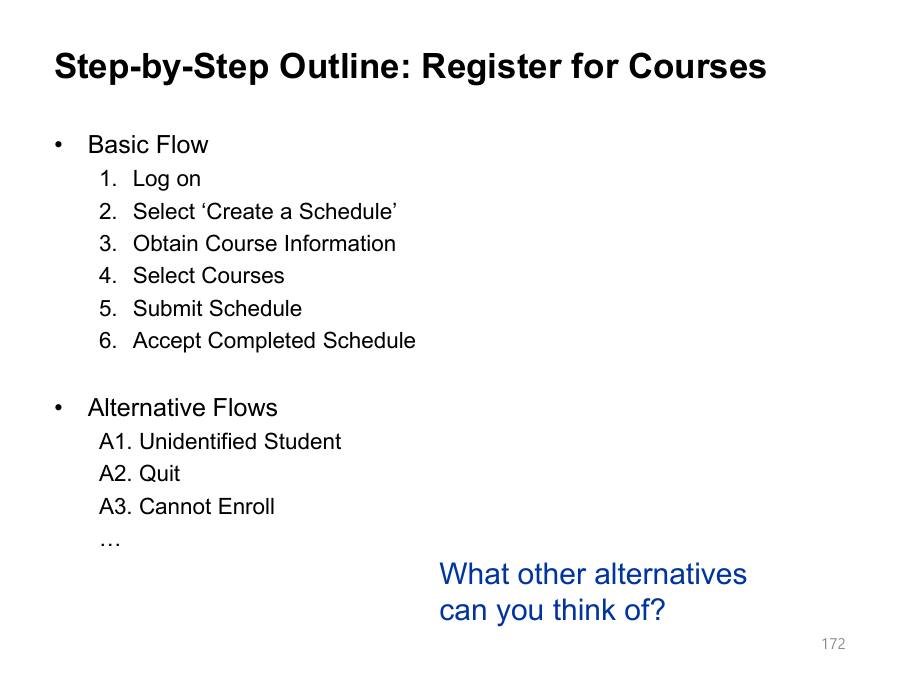 Step-by-Step Outline: Register for Courses
• Basic Flow
1. Log on
2. Select ‘Create a Schedule’
3. Obtain Course Information
4. Select Courses
5. Submit Schedule
6. Accept Completed Schedule
• Alternative Flows
A1. Unidentified Student
A2. Quit
A3. Cannot Enroll
…
What other alternatives
can you think of?
172